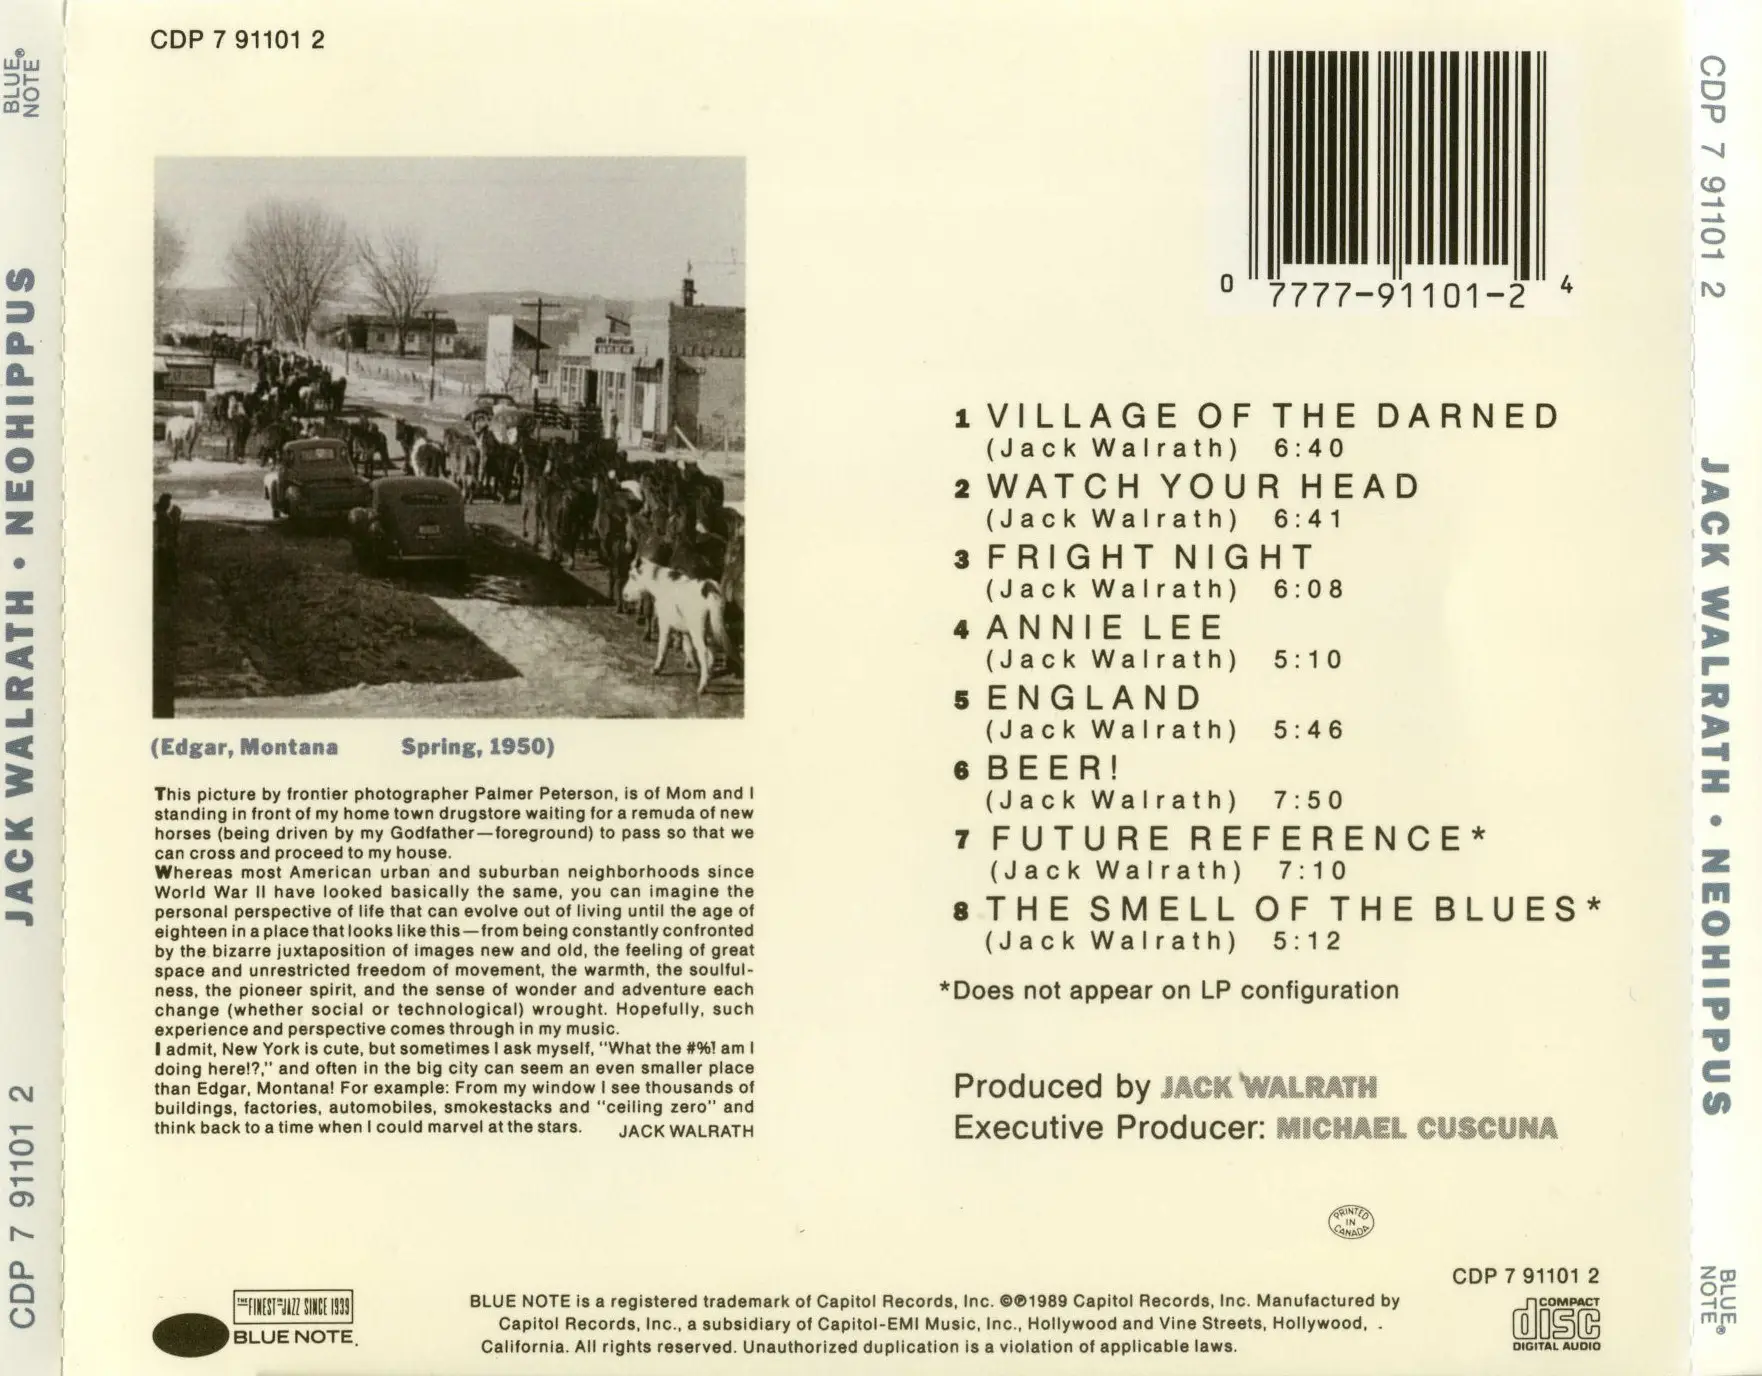 BLUE
NOTE®
JACK WALRATH • NEOHIPPUS
CDP 7 91101 2
CDP 7 91101 2
0 7777-91101-2 4
(Edgar, Montana Spring, 1950)
This picture by frontier photographer Palmer Peterson, is of Mom and I
standing in front of my home town drugstore waiting for a remuda of new
horses (being driven by my Godfather—foreground) to pass so that we
can cross and proceed to my house.
Whereas most American urban and suburban neighborhoods since
World War II have looked basically the same, you can imagine the
personal perspective of life that can evolve out of living until the age of
eighteen in a place that looks like this—from being constantly confronted
by the bizarre juxtaposition of images new and old, the feeling of great
space and unrestricted freedom of movement, the warmth, the soulful-
ness, the pioneer spirit, and the sense of wonder and adventure each
change (whether social or technological) wrought. Hopefully, such
experience and perspective comes through in my music.
I admit, New York is cute, but sometimes I ask myself, "What the #%! am I
doing here!?," and often in the big city can seem an even smaller place
than Edgar, Montana! For example: From my window I see thousands of
buildings, factories, automobiles, smokestacks and "ceiling zero" and
think back to a time when I could marvel at the stars. JACK WALRATH
1 VILLAGE OF THE DARNED
(Jack Walrath) 6:40
2 WATCH YOUR HEAD
(Jack Walrath) 6:41
3 FRIGHT NIGHT
(Jack Walrath) 6:08
4 ANNIE LEE
(Jack Walrath) 5:10
5 ENGLAND
(Jack Walrath) 5:46
6 BEER!
(Jack Walrath) 7:50
7 FUTURE REFERENCE*
(Jack Walrath) 7:10
8 THE SMELL OF THE BLUES*
(Jack Walrath) 5:12
*Does not appear on LP configuration
Produced by JACK WALRATH
Executive Producer: MICHAEL CUSCUNA
PRINTED
IN
CANADA
THE FINEST IN JAZZ SINCE 1939
BLUE NOTE.
BLUE NOTE is a registered trademark of Capitol Records, Inc. ©℗1989 Capitol Records, Inc. Manufactured by
Capitol Records, Inc., a subsidiary of Capitol-EMI Music, Inc., Hollywood and Vine Streets, Hollywood,
California. All rights reserved. Unauthorized duplication is a violation of applicable laws.
CDP 7 91101 2
COMPACT
disc
DIGITAL AUDIO
CDP 7 91101 2
JACK WALRATH • NEOHIPPUS
BLUE
NOTE®